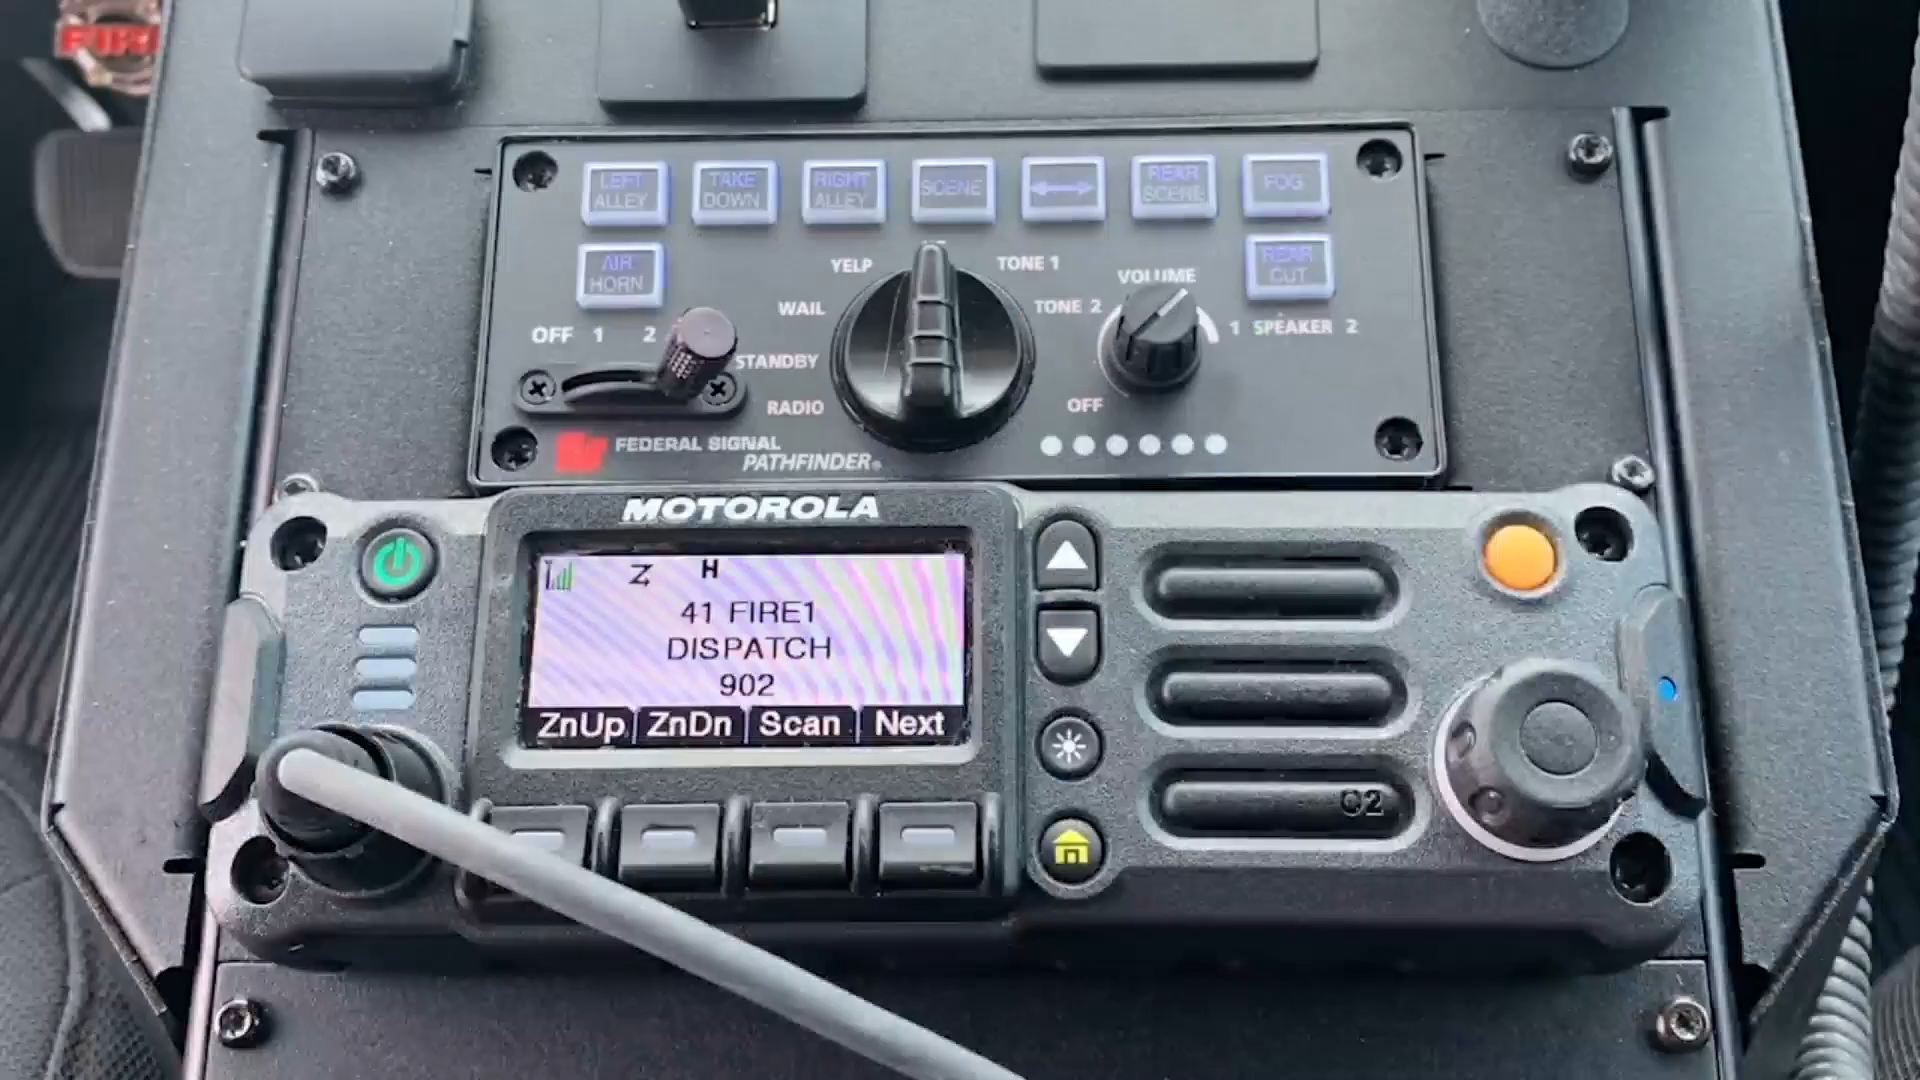 FIRE
LEFT ALLEY
TAKE DOWN
RIGHT ALLEY
SCENE
REAR SCENE
FOG
AIR HORN
REAR CUT
YELP
TONE 1
WAIL
TONE 2
VOLUME
OFF 1 2
STANDBY
1 SPEAKER 2
RADIO
OFF
FEDERAL SIGNAL
PATHFINDER®
MOTOROLA
Z H
41 FIRE1
DISPATCH
902
ZnUp ZnDn Scan Next
O2